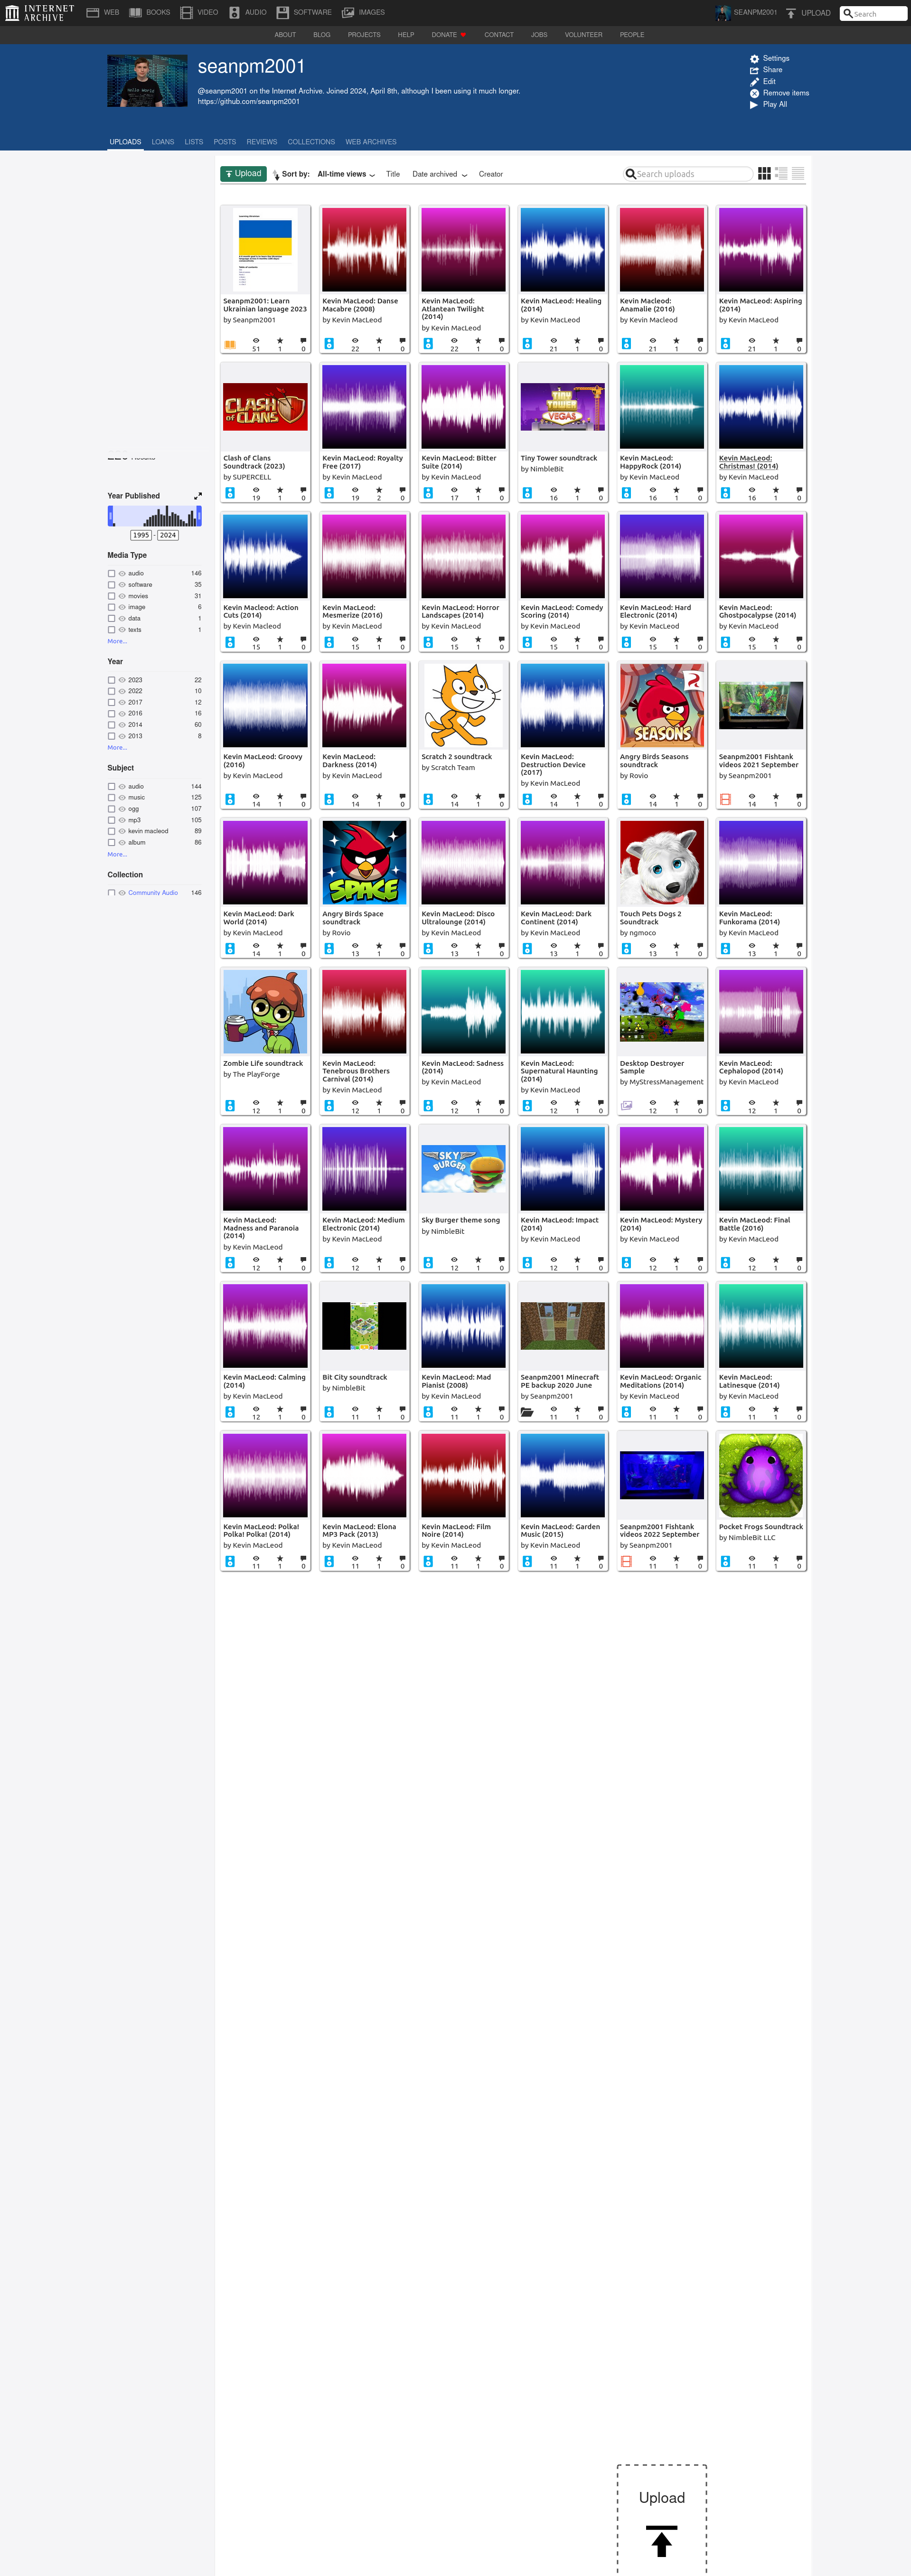 INTERNET
ARCHIVE
WEB
BOOKS
VIDEO
AUDIO
SOFTWARE
IMAGES
SEANPM2001
UPLOAD
Search
ABOUT
BLOG
PROJECTS
HELP
DONATE
CONTACT
JOBS
VOLUNTEER
PEOPLE
seanpm2001
@seanpm2001 on the Internet Archive. Joined 2024, April 8th, although I been using it much longer.
https://github.com/seanpm2001
Settings
Share
Edit
Remove items
Play All
UPLOADS
LOANS
LISTS
POSTS
REVIEWS
COLLECTIONS
WEB ARCHIVES
Upload
Sort by:
All-time views
Title
Date archived
Creator
Search uploads
Year Published
1995 - 2024
Media Type
audio 146
software 35
movies 31
image 6
data 1
texts 1
More...
Year
2023 22
2022 10
2017 12
2016 16
2014 60
2013 8
More...
Subject
audio 144
music 125
ogg 107
mp3 105
kevin macleod 89
album 86
More...
Collection
Community Audio 146
Seanpm2001: Learn
Ukrainian language 2023
by Seanpm2001
51 1 0
Kevin MacLeod: Danse
Macabre (2008)
by Kevin MacLeod
22 1 0
Kevin MacLeod:
Atlantean Twilight
(2014)
by Kevin MacLeod
22 1 0
Kevin MacLeod: Healing
(2014)
by Kevin MacLeod
21 1 0
Kevin Macleod:
Anamalie (2016)
by Kevin Macleod
21 1 0
Kevin MacLeod: Aspiring
(2014)
by Kevin MacLeod
21 1 0
CLASH
OF CLANS
Clash of Clans
Soundtrack (2023)
by SUPERCELL
19 1 0
Kevin MacLeod: Royalty
Free (2017)
by Kevin MacLeod
19 2 0
Kevin MacLeod: Bitter
Suite (2014)
by Kevin MacLeod
17 1 0
Tiny
TOWER
VEGAS
Tiny Tower soundtrack
by NimbleBit
16 1 0
Kevin MacLeod:
HappyRock (2014)
by Kevin MacLeod
16 1 0
Kevin MacLeod:
Christmas! (2014)
by Kevin MacLeod
16 1 0
Kevin Macleod: Action
Cuts (2014)
by Kevin Macleod
15 1 0
Kevin MacLeod:
Mesmerize (2016)
by Kevin MacLeod
15 1 0
Kevin MacLeod: Horror
Landscapes (2014)
by Kevin MacLeod
15 1 0
Kevin MacLeod: Comedy
Scoring (2014)
by Kevin MacLeod
15 1 0
Kevin MacLeod: Hard
Electronic (2014)
by Kevin MacLeod
15 1 0
Kevin MacLeod:
Ghostpocalypse (2014)
by Kevin MacLeod
15 1 0
Kevin MacLeod: Groovy
(2016)
by Kevin MacLeod
14 1 0
Kevin MacLeod:
Darkness (2014)
by Kevin MacLeod
14 1 0
Scratch 2 soundtrack
by Scratch Team
14 1 0
Kevin MacLeod:
Destruction Device
(2017)
by Kevin MacLeod
14 1 0
SEASONS
Angry Birds Seasons
soundtrack
by Rovio
14 1 0
Seanpm2001 Fishtank
videos 2021 September
by Seanpm2001
14 1 0
Kevin MacLeod: Dark
World (2014)
by Kevin MacLeod
14 1 0
SPACE
Angry Birds Space
soundtrack
by Rovio
13 1 0
Kevin MacLeod: Disco
Ultralounge (2014)
by Kevin MacLeod
13 1 0
Kevin MacLeod: Dark
Continent (2014)
by Kevin MacLeod
13 1 0
Touch Pets Dogs 2
Soundtrack
by ngmoco
13 1 0
Kevin MacLeod:
Funkorama (2014)
by Kevin MacLeod
13 1 0
Zombie Life soundtrack
by The PlayForge
12 1 0
Kevin MacLeod:
Tenebrous Brothers
Carnival (2014)
by Kevin MacLeod
12 1 0
Kevin MacLeod: Sadness
(2014)
by Kevin MacLeod
12 1 0
Kevin MacLeod:
Supernatural Haunting
(2014)
by Kevin MacLeod
12 1 0
Desktop Destroyer
Sample
by MyStressManagement
12 1 0
Kevin MacLeod:
Cephalopod (2014)
by Kevin MacLeod
12 1 0
Kevin MacLeod:
Madness and Paranoia
(2014)
by Kevin MacLeod
12 1 0
Kevin MacLeod: Medium
Electronic (2014)
by Kevin MacLeod
12 1 0
SKY
BURGER
Sky Burger theme song
by NimbleBit
12 1 0
Kevin MacLeod: Impact
(2014)
by Kevin MacLeod
12 1 0
Kevin MacLeod: Mystery
(2014)
by Kevin MacLeod
12 1 0
Kevin MacLeod: Final
Battle (2016)
by Kevin MacLeod
12 1 0
Kevin MacLeod: Calming
(2014)
by Kevin MacLeod
12 1 0
Bit City soundtrack
by NimbleBit
11 1 0
Kevin MacLeod: Mad
Pianist (2008)
by Kevin MacLeod
11 1 0
Seanpm2001 Minecraft
PE backup 2020 June
by Seanpm2001
11 1 0
Kevin MacLeod: Organic
Meditations (2014)
by Kevin MacLeod
11 1 0
Kevin MacLeod:
Latinesque (2014)
by Kevin MacLeod
11 1 0
Kevin MacLeod: Polka!
Polka! Polka! (2014)
by Kevin MacLeod
11 1 0
Kevin MacLeod: Elona
MP3 Pack (2013)
by Kevin MacLeod
11 1 0
Kevin MacLeod: Film
Noire (2014)
by Kevin MacLeod
11 1 0
Kevin MacLeod: Garden
Music (2015)
by Kevin MacLeod
11 1 0
Seanpm2001 Fishtank
videos 2022 September
by Seanpm2001
11 1 0
Pocket Frogs Soundtrack
by NimbleBit LLC
11 1 0
Upload